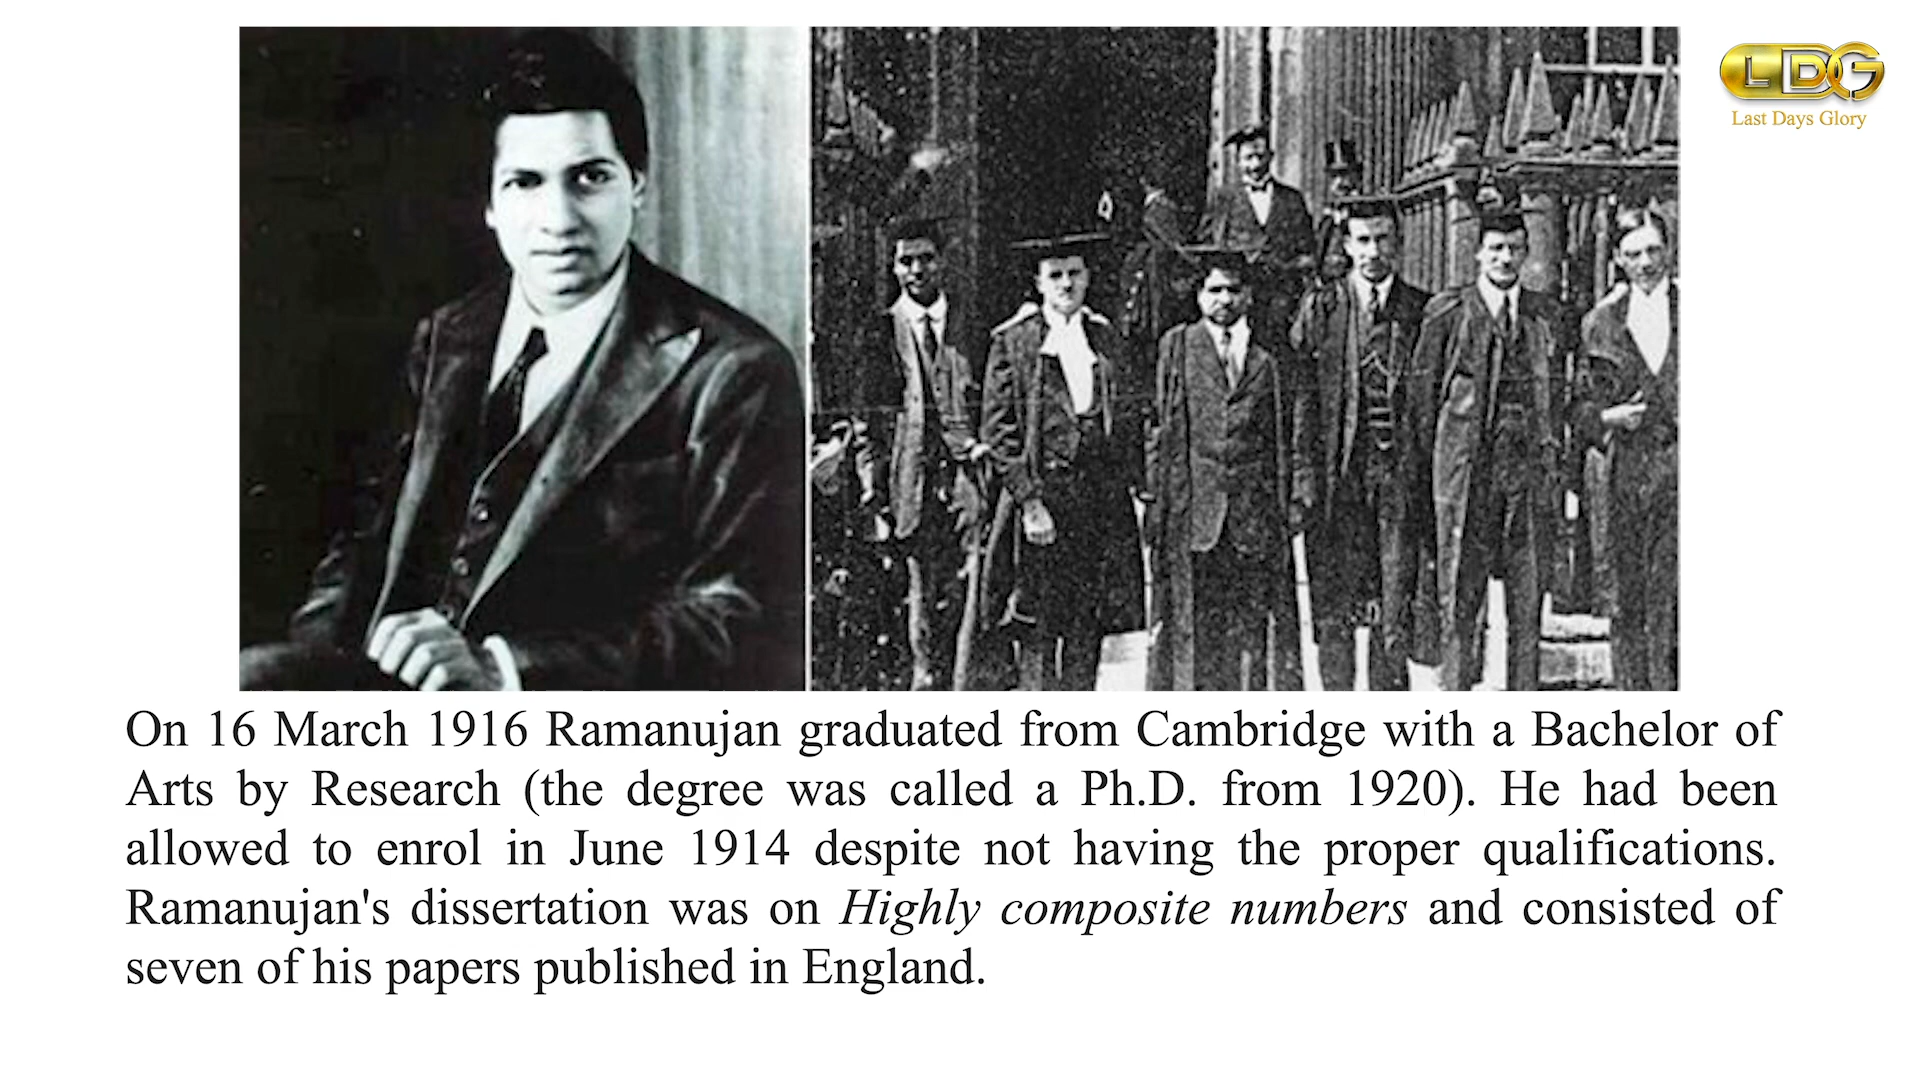 LDG
Last Days Glory
On 16 March 1916 Ramanujan graduated from Cambridge with a Bachelor of
Arts by Research (the degree was called a Ph.D. from 1920). He had been
allowed to enrol in June 1914 despite not having the proper qualifications.
Ramanujan's dissertation was on Highly composite numbers and consisted of
seven of his papers published in England.